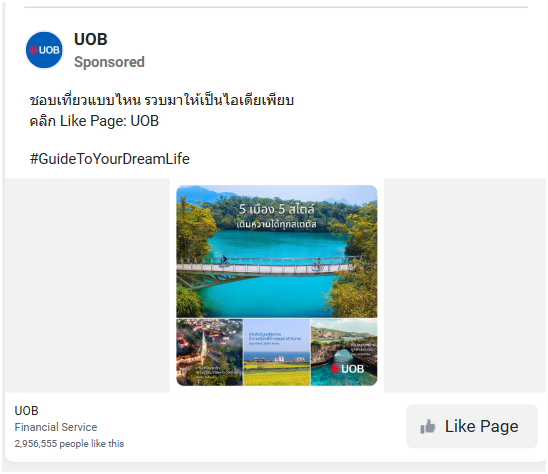 UOB
UOB
Sponsored
ชอบเที่ยวแบบไหน รวบมาให้เป็นไอเดียเพียบ
คลิก Like Page: UOB
#GuideToYourDreamLife
5 เมือง 5 สไตล์
เติมหวานได้ทุกสเตตัส
UOB
UOB
Financial Service
2,956,555 people like this
Like Page